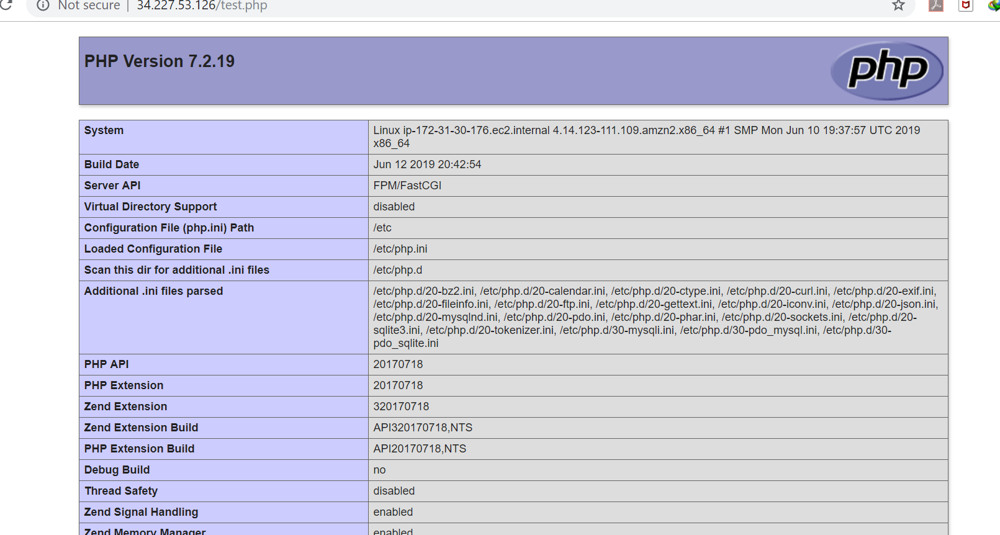 Not secure | 34.227.53.126/test.php
PHP Version 7.2.19
php
System
Linux ip-172-31-30-176.ec2.internal 4.14.123-111.109.amzn2.x86_64 #1 SMP Mon Jun 10 19:37:57 UTC 2019
x86_64
Build Date
Jun 12 2019 20:42:54
Server API
FPM/FastCGI
Virtual Directory Support
disabled
Configuration File (php.ini) Path
/etc
Loaded Configuration File
/etc/php.ini
Scan this dir for additional .ini files
/etc/php.d
Additional .ini files parsed
/etc/php.d/20-bz2.ini, /etc/php.d/20-calendar.ini, /etc/php.d/20-ctype.ini, /etc/php.d/20-curl.ini, /etc/php.d/20-exif.ini,
/etc/php.d/20-fileinfo.ini, /etc/php.d/20-ftp.ini, /etc/php.d/20-gettext.ini, /etc/php.d/20-iconv.ini, /etc/php.d/20-json.ini,
/etc/php.d/20-mysqlnd.ini, /etc/php.d/20-pdo.ini, /etc/php.d/20-phar.ini, /etc/php.d/20-sockets.ini, /etc/php.d/20-
sqlite3.ini, /etc/php.d/20-tokenizer.ini, /etc/php.d/30-mysqli.ini, /etc/php.d/30-pdo_mysql.ini, /etc/php.d/30-
pdo_sqlite.ini
PHP API
20170718
PHP Extension
20170718
Zend Extension
320170718
Zend Extension Build
API320170718,NTS
PHP Extension Build
API20170718,NTS
Debug Build
no
Thread Safety
disabled
Zend Signal Handling
enabled
Zend Memory Manager
enabled